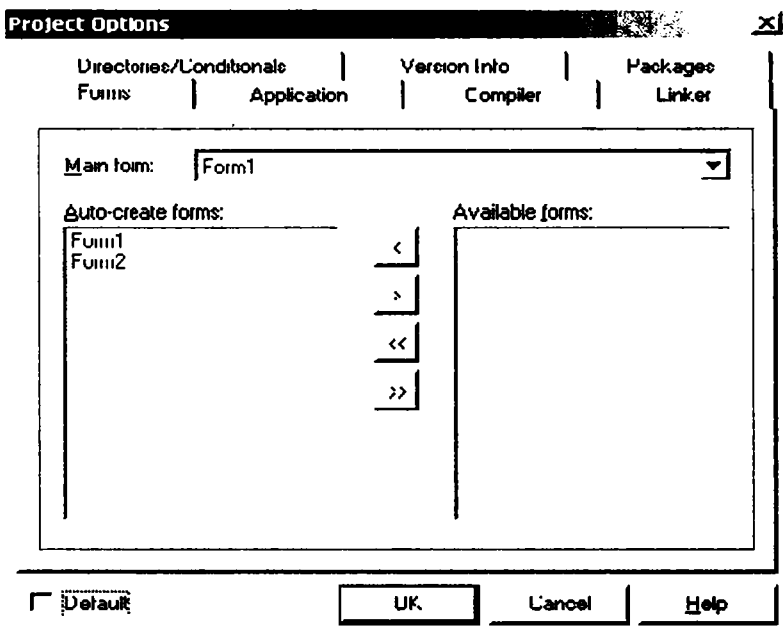 Project Options
Directories/Conditionals Version Info Packages
Forms Application Compiler Linker
Main form: Form1
Auto-create forms: Available forms:
Form1
Form2
<
>
<<
>>
Default OK Cancel Help